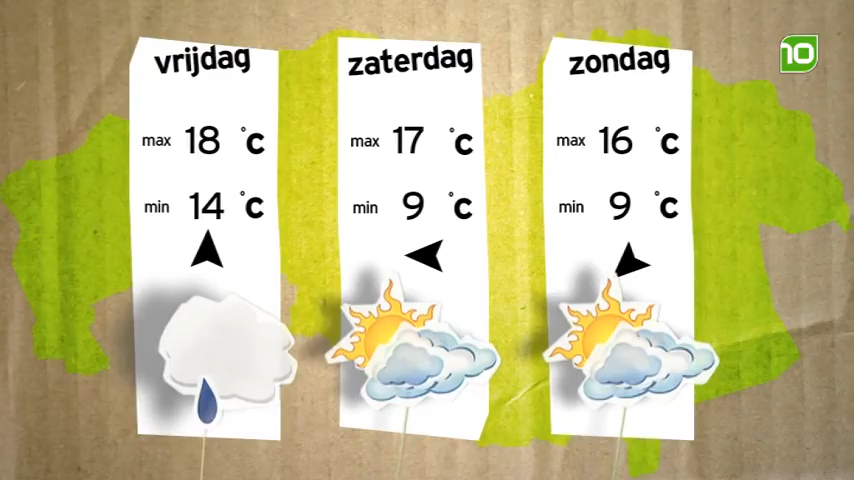 10
vrijdag
max 18 °C
min 14 °C
zaterdag
max 17 °C
min 9 °C
zondag
max 16 °C
min 9 °C